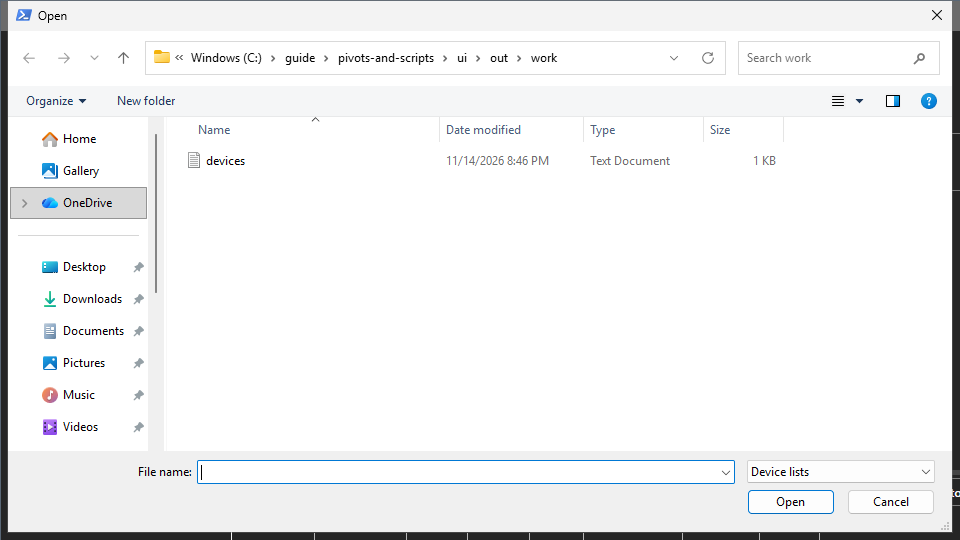 Open
« Windows (C:) › guide › pivots-and-scripts › ui › out › work
Search work
Organize
New folder
?
Name
Date modified
Type
Size
Home
Gallery
OneDrive
Desktop
Downloads
Documents
Pictures
Music
Videos
devices
11/14/2026 8:46 PM
Text Document
1 KB
File name:
Device lists
Open
Cancel
to